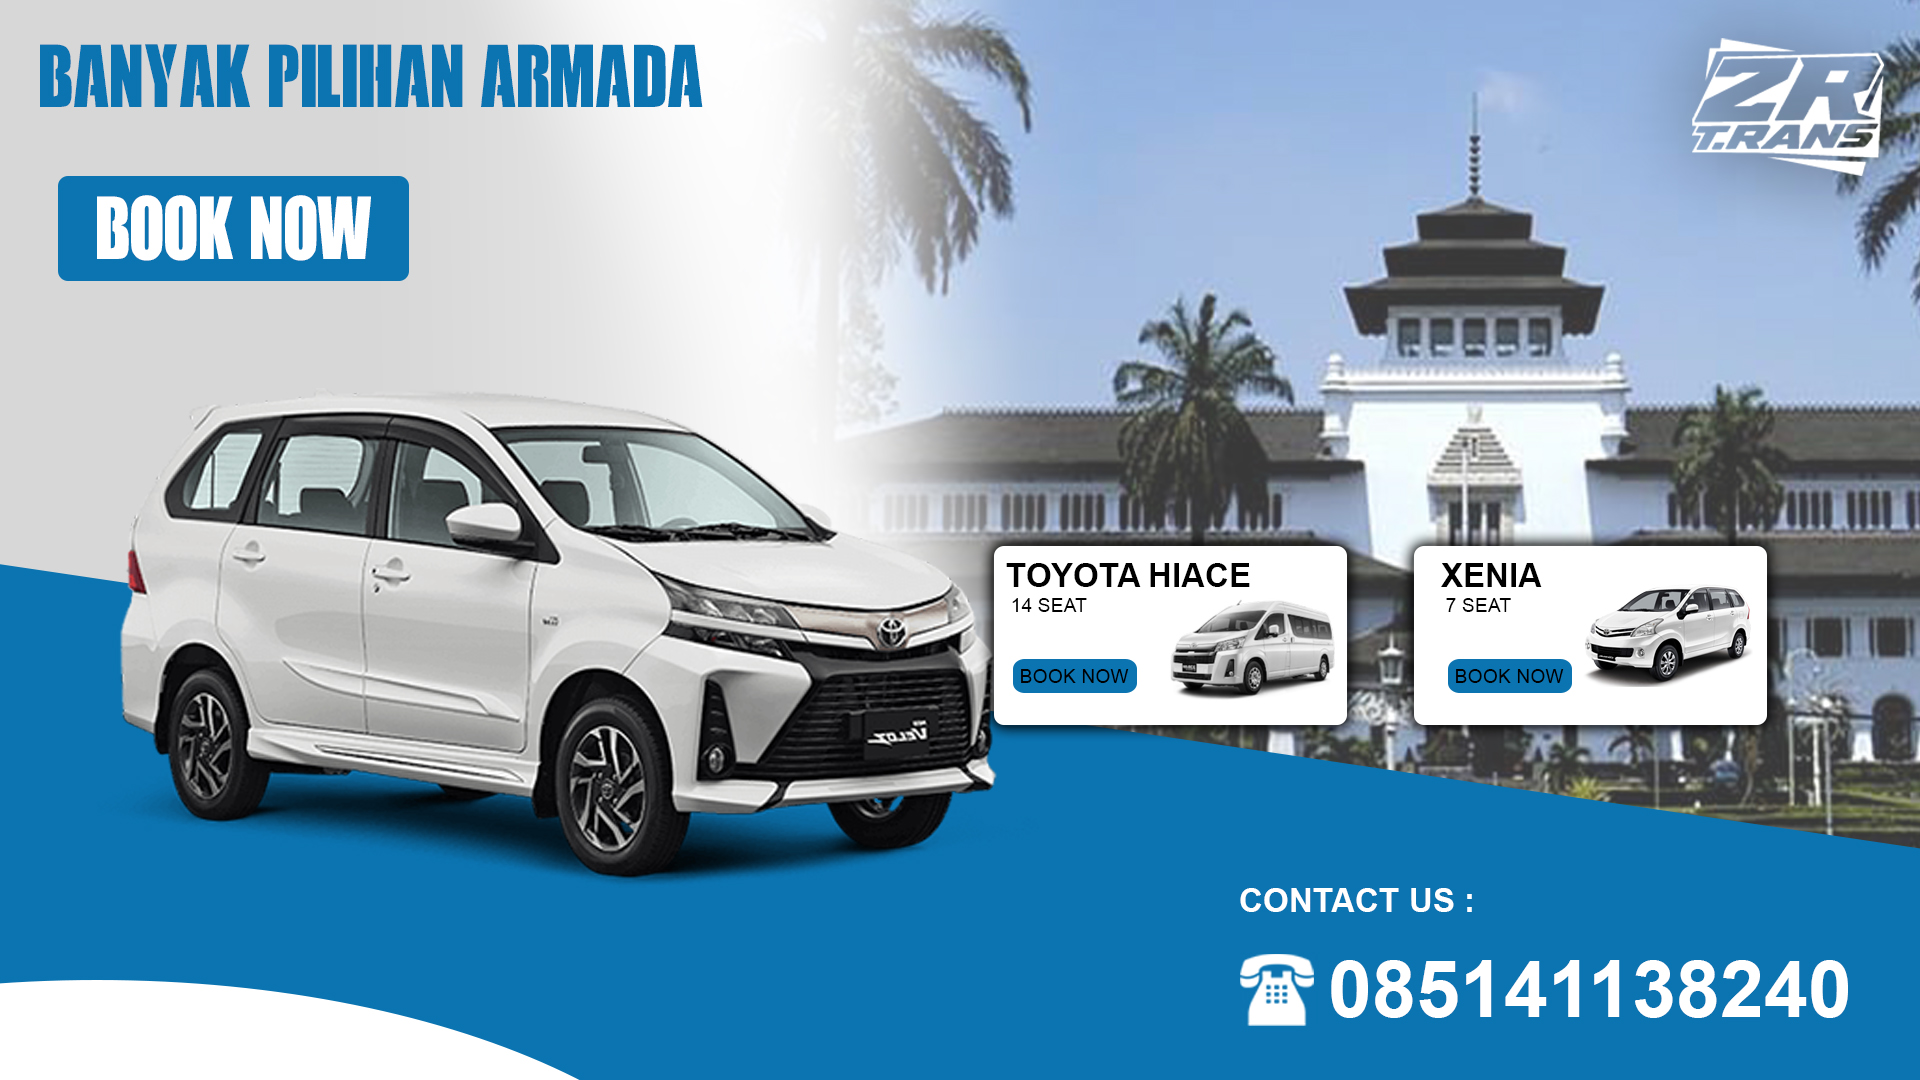 BANYAK PILIHAN ARMADA
ZR
T.RANS
BOOK NOW
TOYOTA HIACE
14 SEAT
BOOK NOW
XENIA
7 SEAT
BOOK NOW
VELOZ
CONTACT US :
085141138240